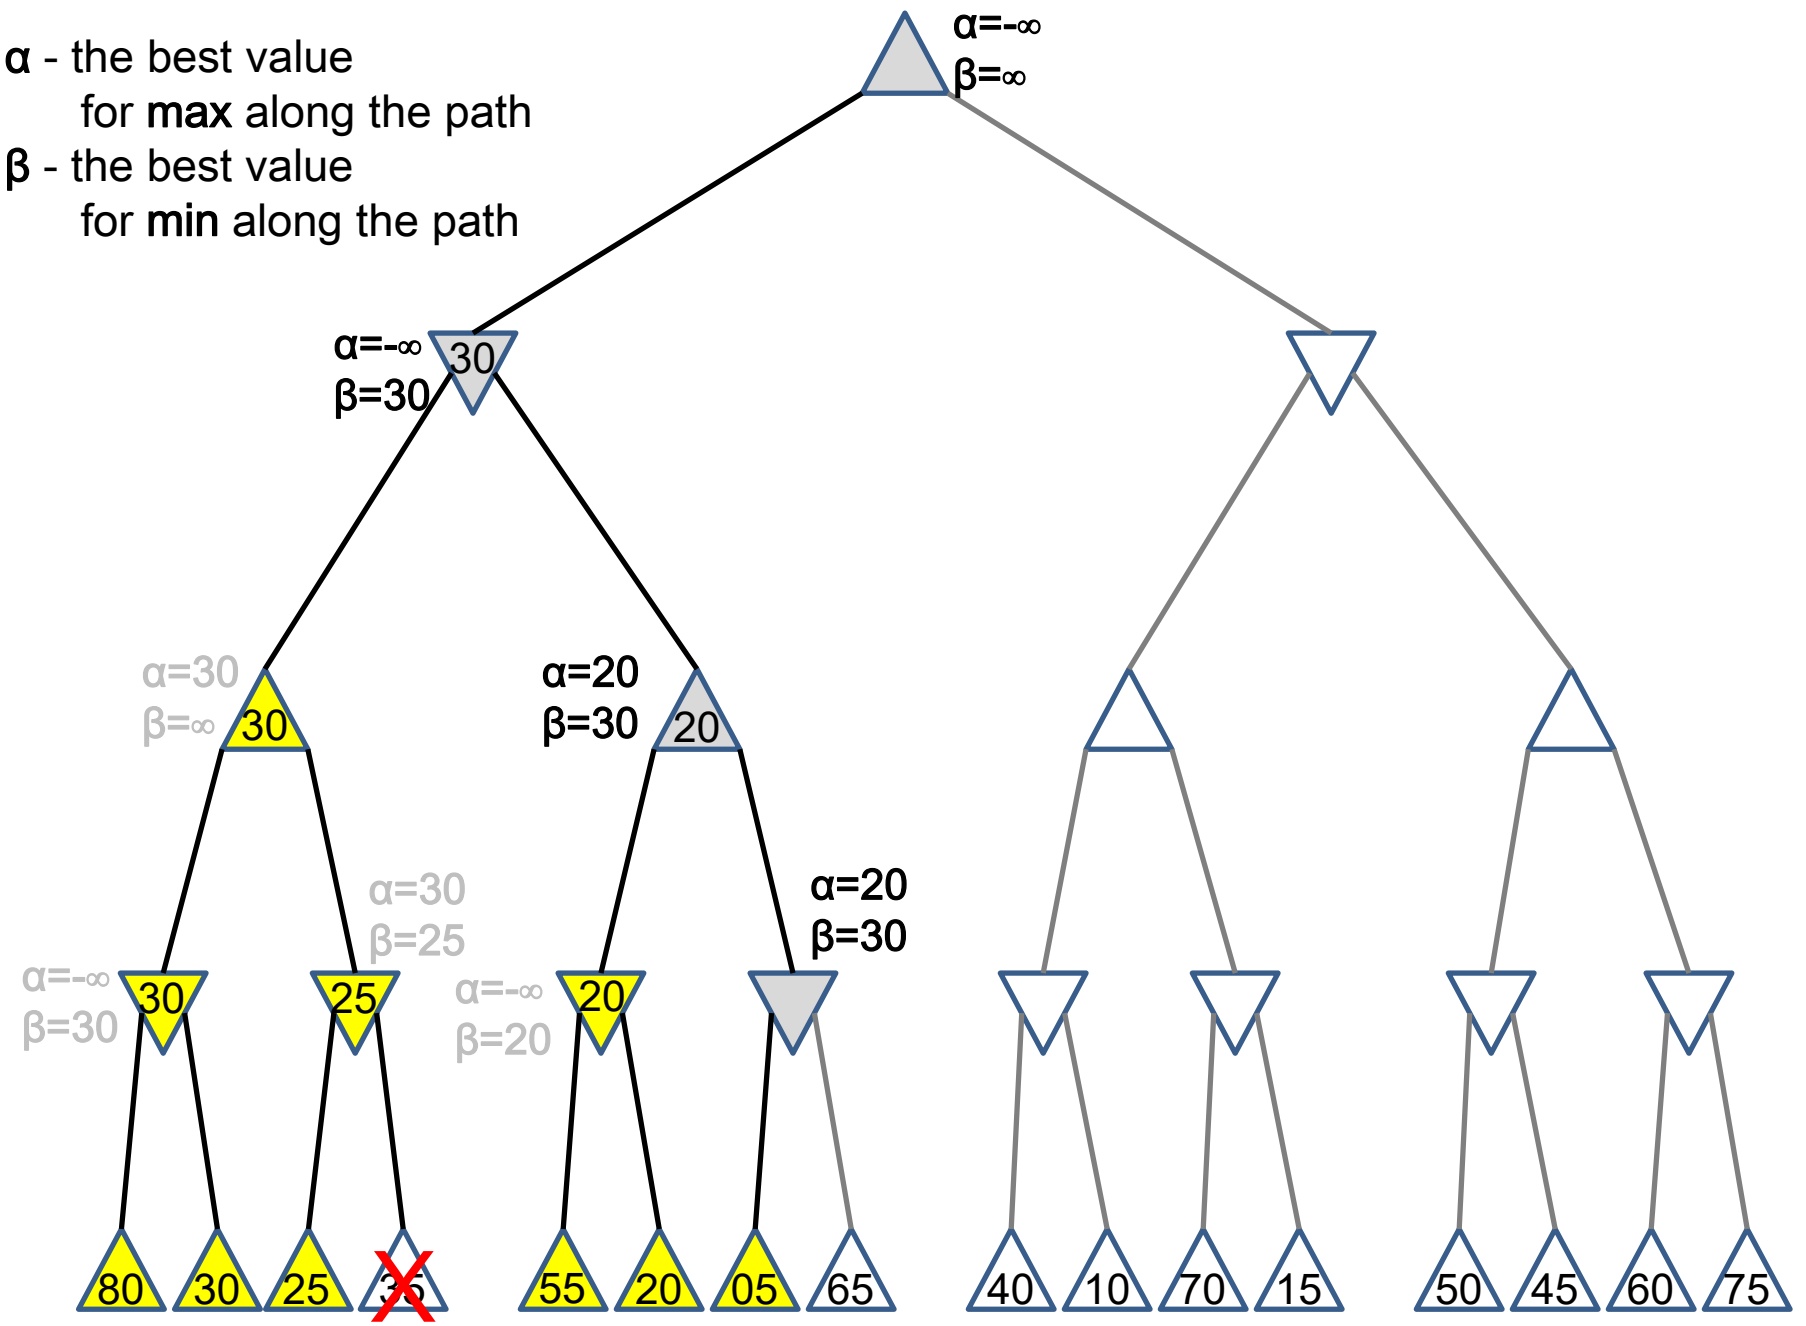 α - the best value
for max along the path
β - the best value
for min along the path
α=-∞
β=∞
α=-∞
β=30
30
α=30
β=∞
30
α=20
β=30
20
α=-∞
β=30
30
α=30
β=25
25
α=-∞
β=20
20
α=20
β=30
80 30 25 35 55 20 05 65 40 10 70 15 50 45 60 75